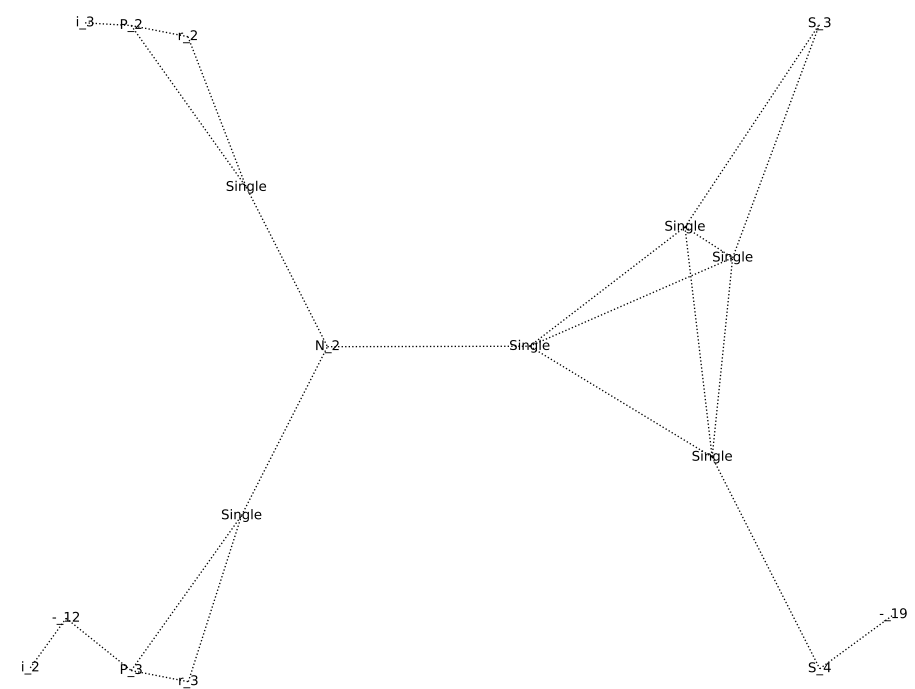 i_3
P_2
r_2
S_3
Single
Single
Single
N_2
Single
Single
Single
-_12
-_19
i_2
P_3
r_3
S_4